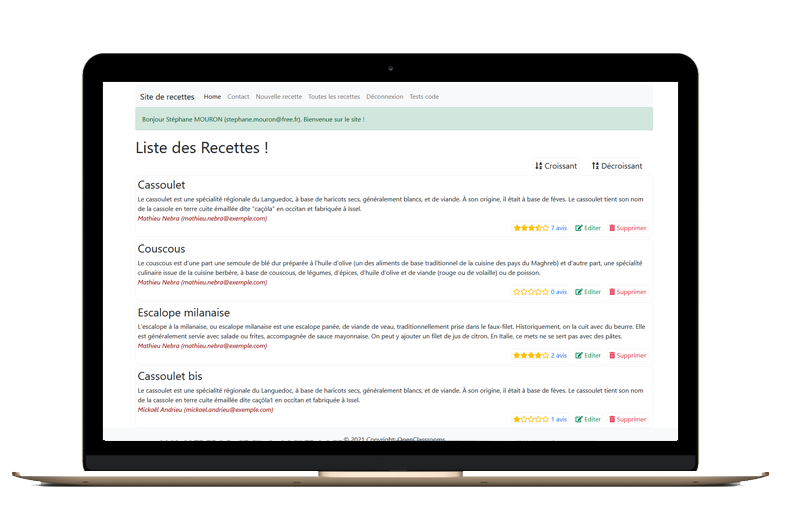 Site de recettes Home Contact Nouvelle recette Toutes les recettes Déconnexion Tests code
Bonjour Stéphane MOURON (stephane.mouron@free.fr). Bienvenue sur le site !
Liste des Recettes !
Croissant Décroissant
Cassoulet
Le cassoulet est une spécialité régionale du Languedoc, à base de haricots secs, généralement blancs, et de viande. À son origine, il était à base de fèves. Le cassoulet tient son nom
de la cassole en terre cuite émaillée dite "caçòla" en occitan et fabriquée à Issel.
Mathieu Nebra (mathieu.nebra@exemple.com)
7 avis Editer Supprimer
Couscous
Le couscous est d'une part une semoule de blé dur préparée à l'huile d'olive (un des aliments de base traditionnel de la cuisine des pays du Maghreb) et d'autre part, une spécialité
culinaire issue de la cuisine berbère, à base de couscous, de légumes, d'épices, d'huile d'olive et de viande (rouge ou de volaille) ou de poisson.
Mathieu Nebra (mathieu.nebra@exemple.com)
0 avis Editer Supprimer
Escalope milanaise
L'escalope à la milanaise, ou escalope milanaise est une escalope panée, de viande de veau, traditionnellement prise dans le faux-filet. Historiquement, on la cuit avec du beurre. Elle
est généralement servie avec salade ou frites, accompagnée de sauce mayonnaise. On peut y ajouter un filet de jus de citron. En Italie, ce mets ne se sert pas avec des pâtes.
Mathieu Nebra (mathieu.nebra@exemple.com)
2 avis Editer Supprimer
Cassoulet bis
Le cassoulet est une spécialité régionale du Languedoc, à base de haricots secs, généralement blancs, et de viande. À son origine, il était à base de fèves. Le cassoulet tient son nom
de la cassole en terre cuite émaillée dite caçòla1 en occitan et fabriquée à Issel.
Mickaël Andrieu (mickael.andrieu@exemple.com)
1 avis Editer Supprimer
© 2021 Copyright: OpenClassrooms